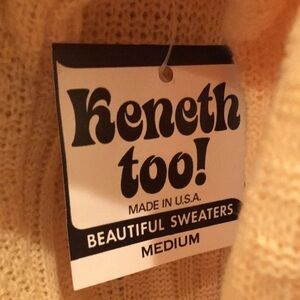 Keneth
too!
MADE IN U.S.A.
BEAUTIFUL SWEATERS
MEDIUM